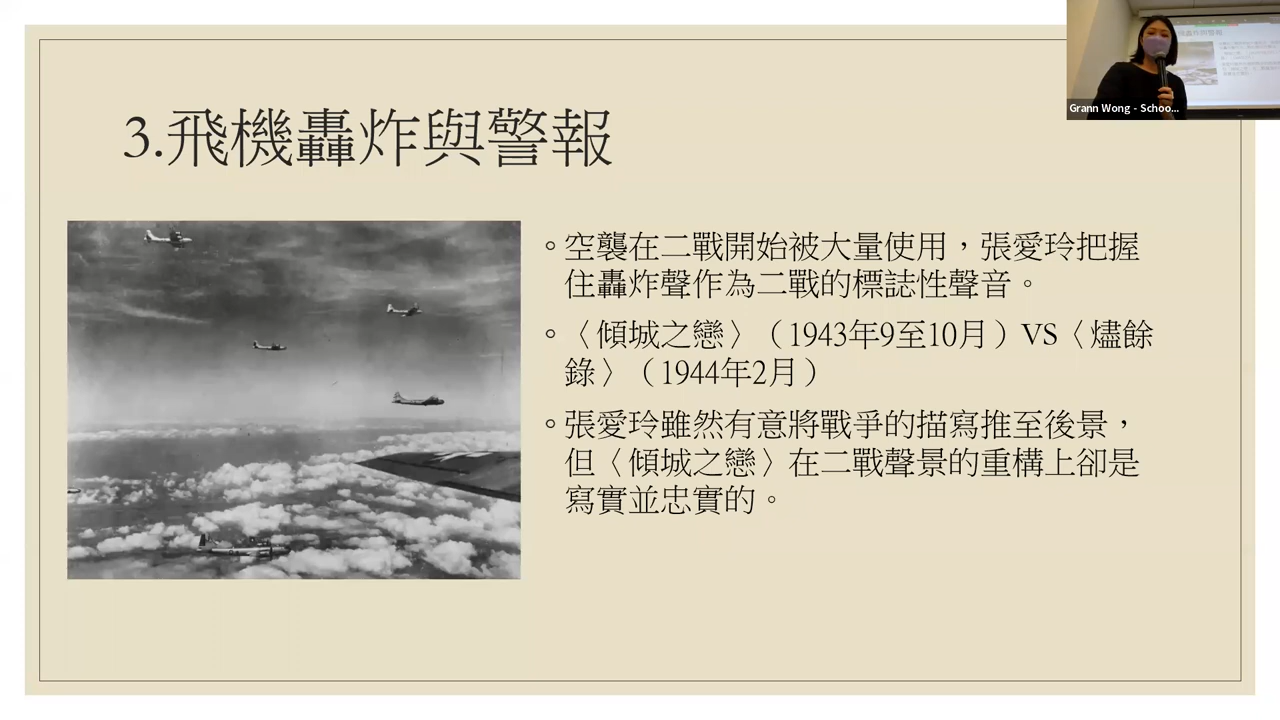 Grann Wong - Schoo...
3.飛機轟炸與警報
◦空襲在二戰開始被大量使用，張愛玲把握
住轟炸聲作為二戰的標誌性聲音。
◦〈傾城之戀〉（1943年9至10月）VS〈燼餘
錄〉（1944年2月）
◦張愛玲雖然有意將戰爭的描寫推至後景，
但〈傾城之戀〉在二戰聲景的重構上卻是
寫實並忠實的。